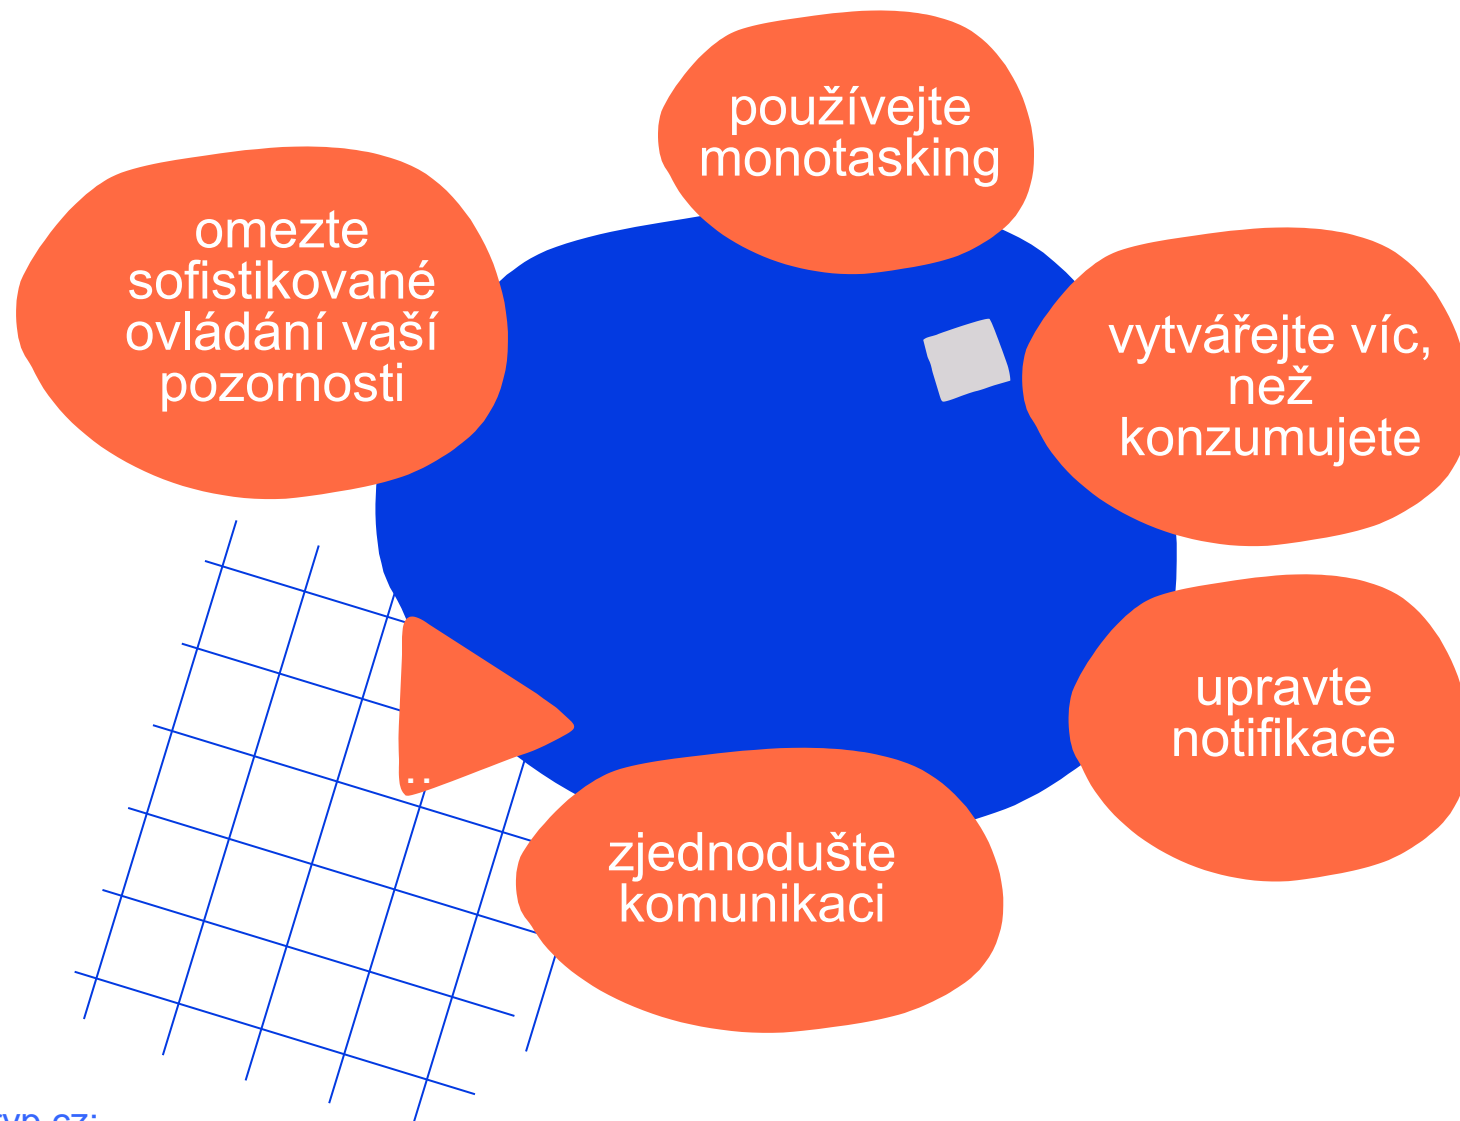 používejte
monotasking
omezte
sofistikované
ovládání vaší
pozornosti
vytvářejte víc,
než
konzumujete
upravte
notifikace
..
zjednodušte
komunikaci